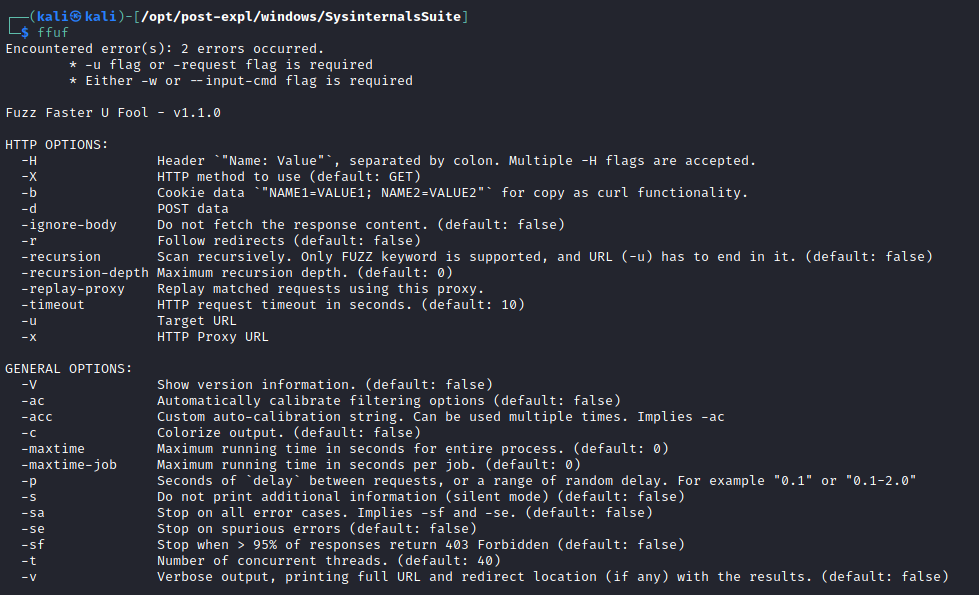 ┌──(kali㉿kali)-[/opt/post-expl/windows/SysinternalsSuite]
└─$ ffuf
Encountered error(s): 2 errors occurred.
        * -u flag or -request flag is required
        * Either -w or --input-cmd flag is required

Fuzz Faster U Fool - v1.1.0

HTTP OPTIONS:
  -H               Header `"Name: Value"`, separated by colon. Multiple -H flags are accepted.
  -X               HTTP method to use (default: GET)
  -b               Cookie data `"NAME1=VALUE1; NAME2=VALUE2"` for copy as curl functionality.
  -d               POST data
  -ignore-body     Do not fetch the response content. (default: false)
  -r               Follow redirects (default: false)
  -recursion       Scan recursively. Only FUZZ keyword is supported, and URL (-u) has to end in it. (default: false)
  -recursion-depth Maximum recursion depth. (default: 0)
  -replay-proxy    Replay matched requests using this proxy.
  -timeout         HTTP request timeout in seconds. (default: 10)
  -u               Target URL
  -x               HTTP Proxy URL

GENERAL OPTIONS:
  -V               Show version information. (default: false)
  -ac              Automatically calibrate filtering options (default: false)
  -acc             Custom auto-calibration string. Can be used multiple times. Implies -ac
  -c               Colorize output. (default: false)
  -maxtime         Maximum running time in seconds for entire process. (default: 0)
  -maxtime-job     Maximum running time in seconds per job. (default: 0)
  -p               Seconds of `delay` between requests, or a range of random delay. For example "0.1" or "0.1-2.0"
  -s               Do not print additional information (silent mode) (default: false)
  -sa              Stop on all error cases. Implies -sf and -se. (default: false)
  -se              Stop on spurious errors (default: false)
  -sf              Stop when > 95% of responses return 403 Forbidden (default: false)
  -t               Number of concurrent threads. (default: 40)
  -v               Verbose output, printing full URL and redirect location (if any) with the results. (default: false)